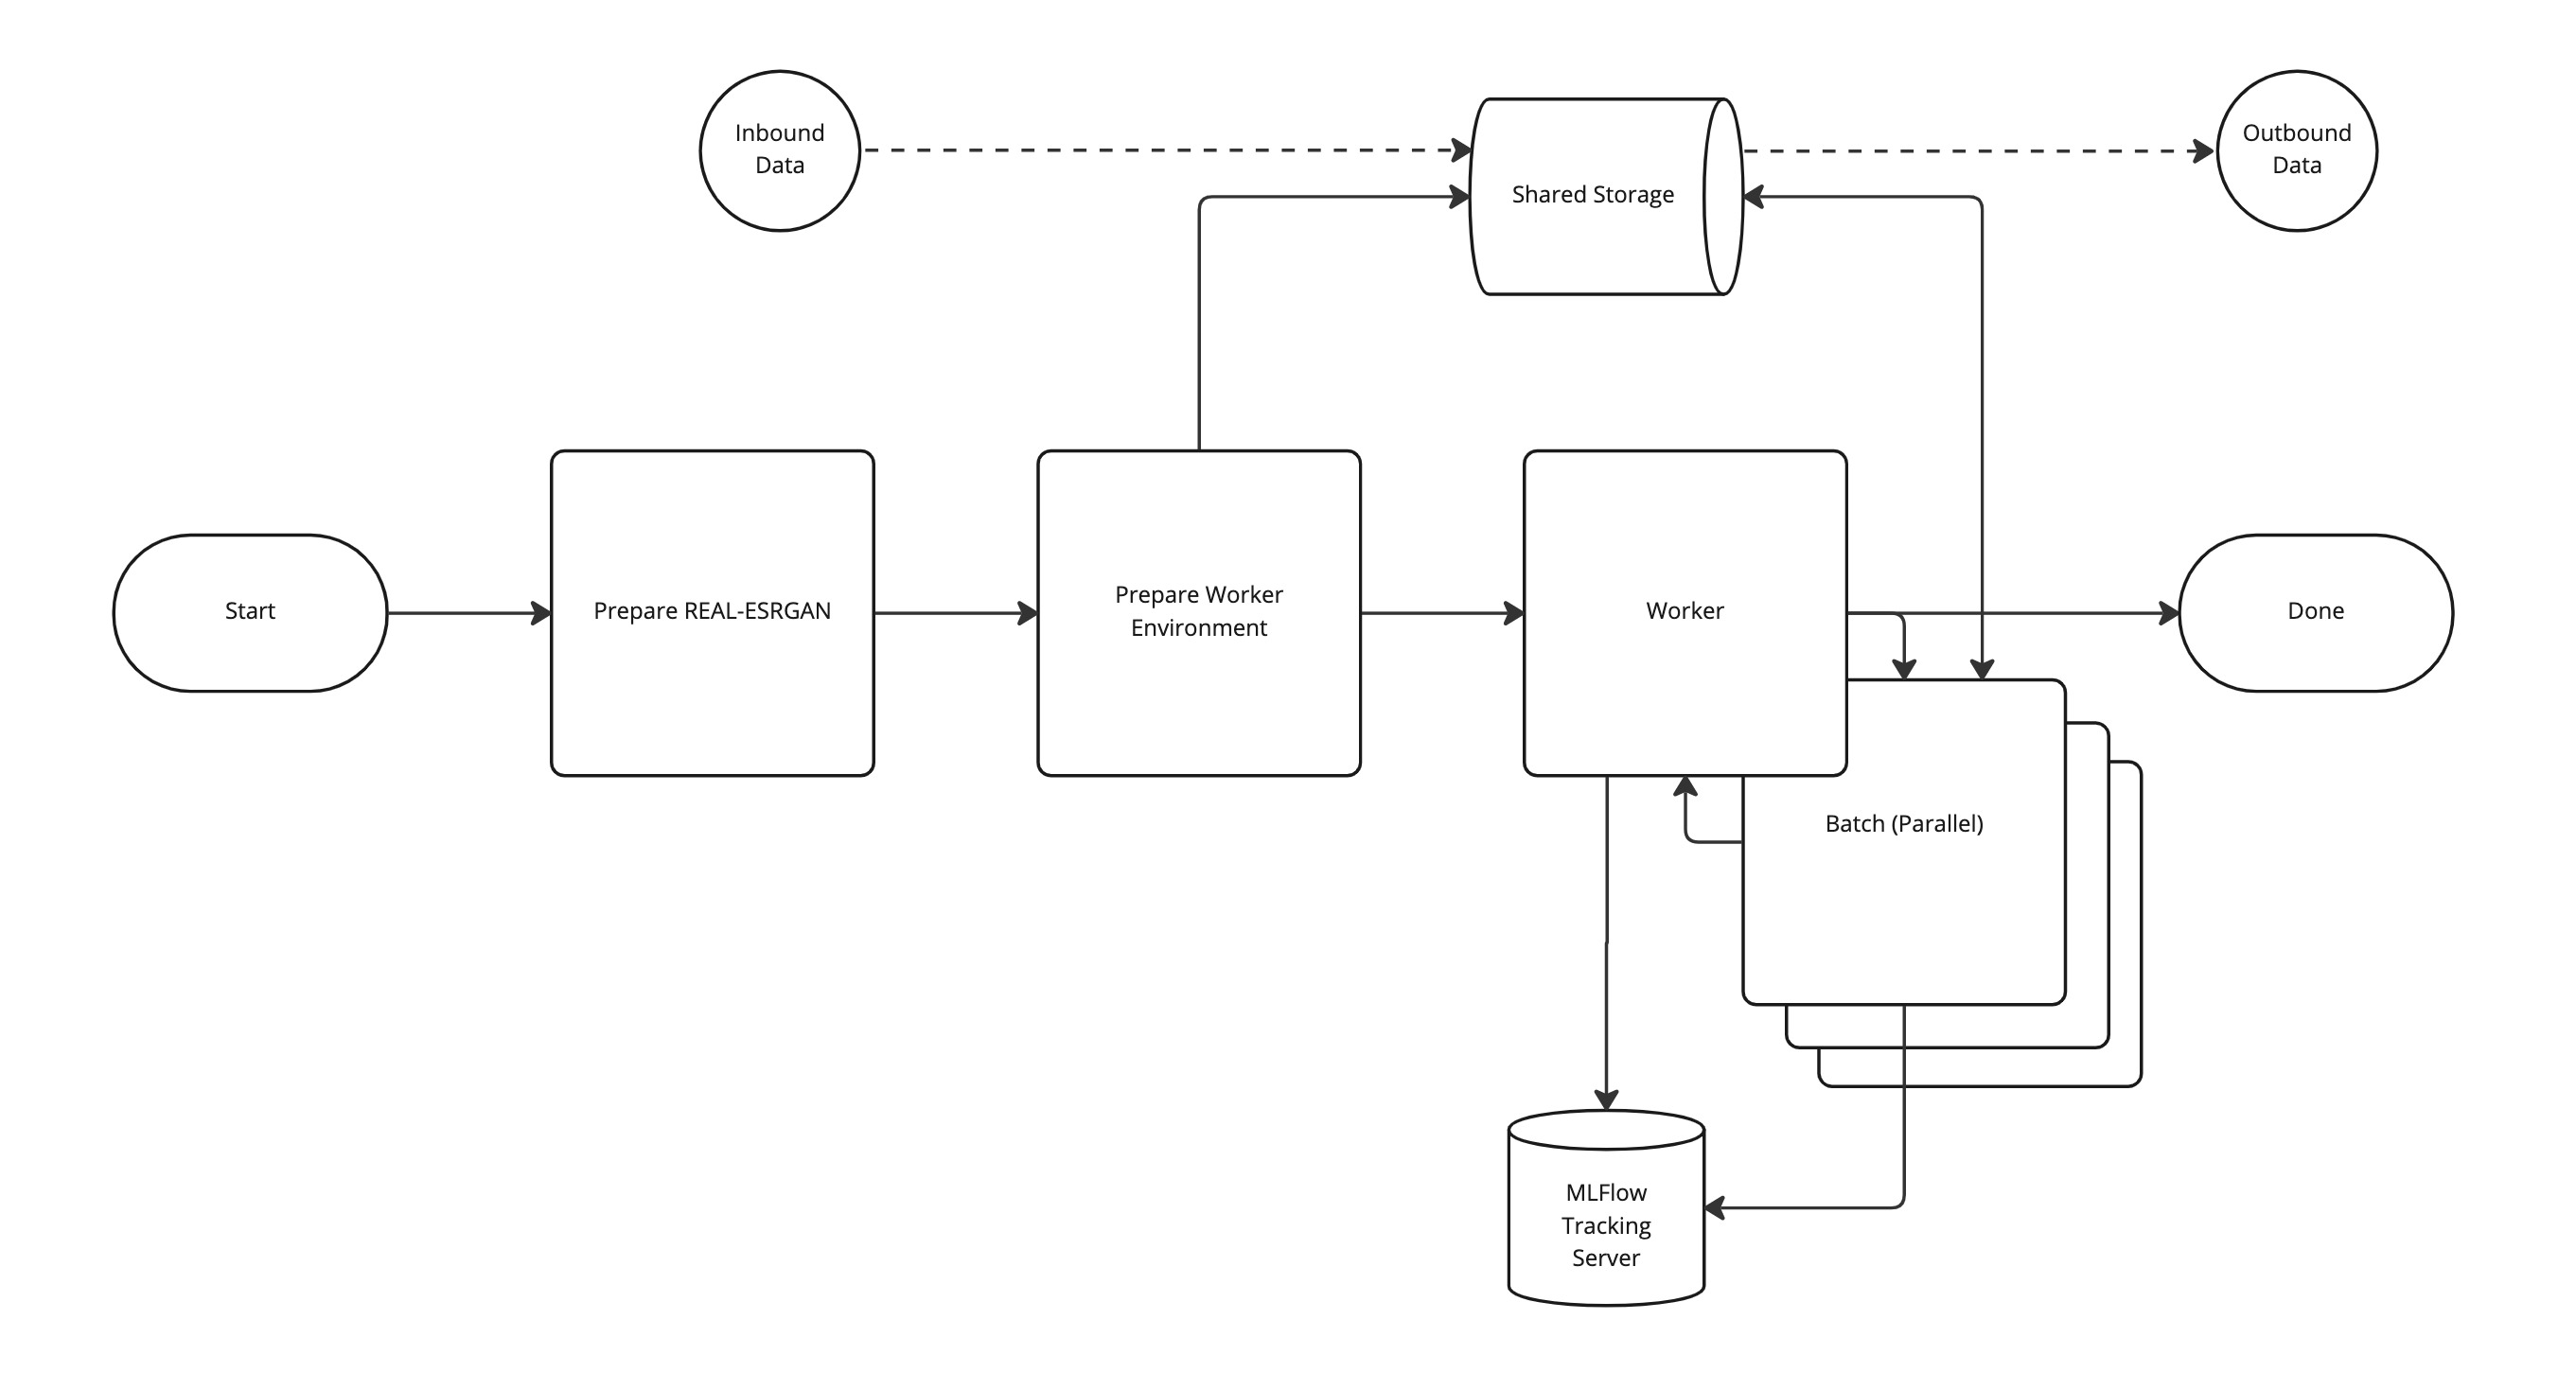 Inbound
Data
Shared Storage
Outbound
Data
Start
Prepare REAL-ESRGAN
Prepare Worker
Environment
Worker
Done
Batch (Parallel)
MLFlow
Tracking
Server